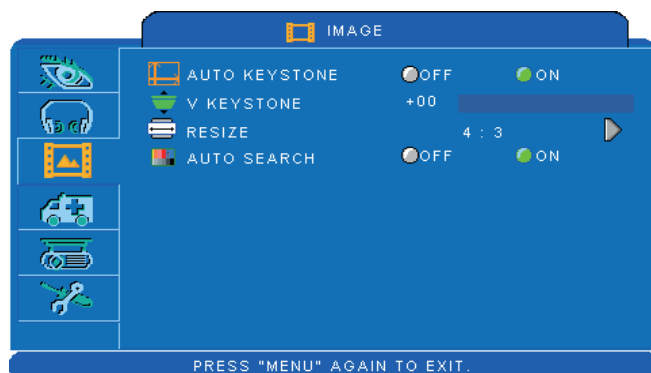 IMAGE
AUTO KEYSTONE OFF ON
V KEYSTONE +00
RESIZE 4 : 3
AUTO SEARCH OFF ON
PRESS "MENU" AGAIN TO EXIT.